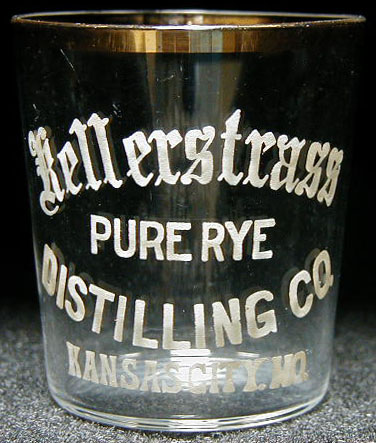 Kellerstrass
PURE RYE
DISTILLING CO.
KANSAS CITY. MO.